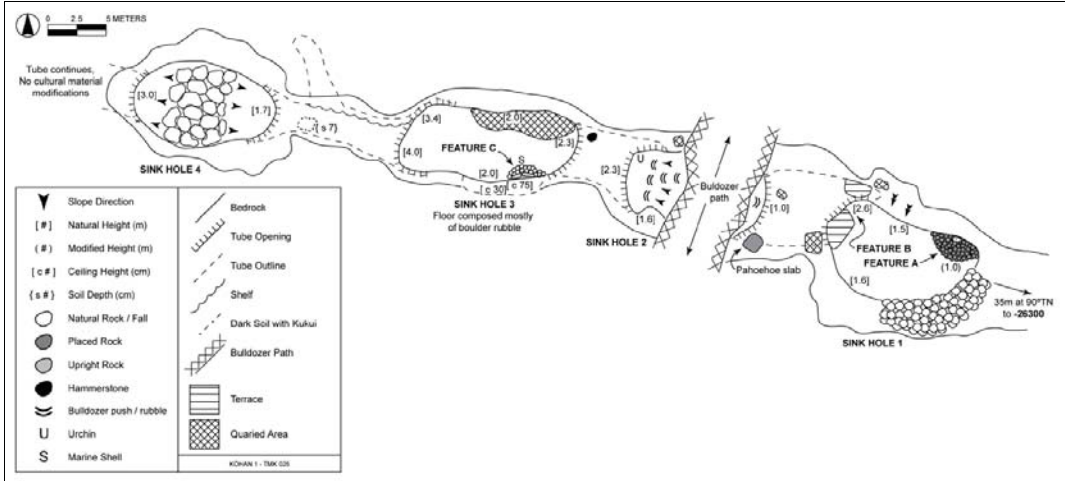 0 2.5 5 METERS
Tube continues,
No cultural material
modifications
[3.0]
[1.7]
SINK HOLE 4
[ s 7 ]
[3.4]
[4.0]
FEATURE C
S
[2.0]
[2.0]
[2.3]
[ c 30 ]
[ c 75 ]
SINK HOLE 3
Floor composed mostly
of boulder rubble
U
[2.3]
[1.6]
SINK HOLE 2
Bulldozer
path
[1.0]
Pahoehoe slab
[2.6]
[1.5]
FEATURE B
FEATURE A
(1.0)
[1.6]
35m at 90°TN
to -26300
SINK HOLE 1
Slope Direction
[ # ] Natural Height (m)
( # ) Modified Height (m)
[ c # ] Ceiling Height (cm)
{ s # } Soil Depth (cm)
Natural Rock / Fall
Placed Rock
Upright Rock
Hammerstone
Bulldozer push / rubble
U Urchin
S Marine Shell
Bedrock
Tube Opening
Tube Outline
Shelf
Dark Soil with Kukui
Bulldozer Path
Terrace
Quaried Area
KOHAN 1 - TMK 026